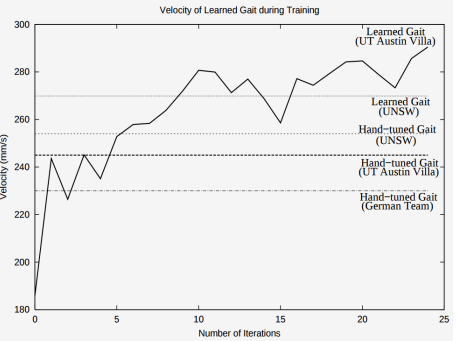 Velocity of Learned Gait during Training
300
280
260
240
220
200
180
Velocity (mm/s)
Learned Gait
(UT Austin Villa)
Learned Gait
(UNSW)
Hand-tuned Gait
(UNSW)
Hand-tuned Gait
(UT Austin Villa)
Hand-tuned Gait
(German Team)
0 5 10 15 20 25
Number of Iterations